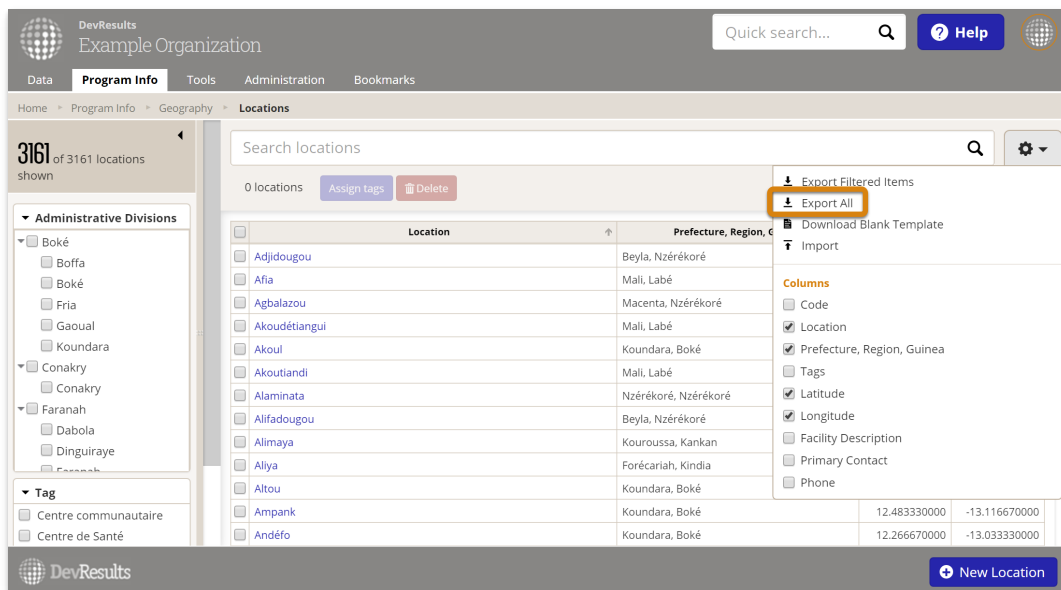 DevResults
Example Organization
Quick search...
Help
Data Program Info Tools Administration Bookmarks
Home Program Info Geography Locations
3161 of 3161 locations
shown
Administrative Divisions
Boké
Boffa
Boké
Fria
Gaoual
Koundara
Conakry
Conakry
Faranah
Dabola
Dinguiraye
Faranah
Tag
Centre communautaire
Centre de Santé
Search locations
0 locations Assign tags Delete
Location Prefecture, Region, G
Adjidougou Beyla, Nzérékoré
Afia Mali, Labé
Agbalazou Macenta, Nzérékoré
Akoudétiangui Mali, Labé
Akoul Koundara, Boké
Akoutiandi Mali, Labé
Alaminata Nzérékoré, Nzérékoré
Alifadougou Beyla, Nzérékoré
Alimaya Kouroussa, Kankan
Aliya Forécariah, Kindia
Altou Koundara, Boké
Ampank Koundara, Boké 12.483330000 -13.116670000
Andéfo Koundara, Boké 12.266670000 -13.033330000
Export Filtered Items
Export All
Download Blank Template
Import
Columns
Code
Location
Prefecture, Region, Guinea
Tags
Latitude
Longitude
Facility Description
Primary Contact
Phone
DevResults
New Location